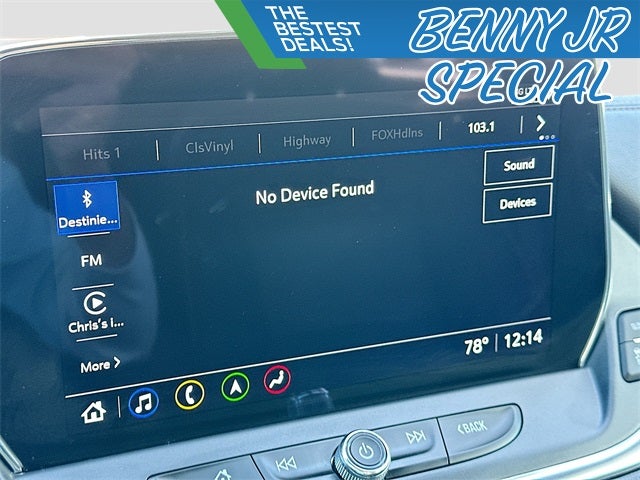 THE
BESTEST
DEALS!
BENNY JR
SPECIAL
Hits 1
ClsVinyl
Highway
FOXHdlns
103.1
Sound
Devices
No Device Found
Destinie...
FM
Chris's I...
More
78° 12:14
BACK